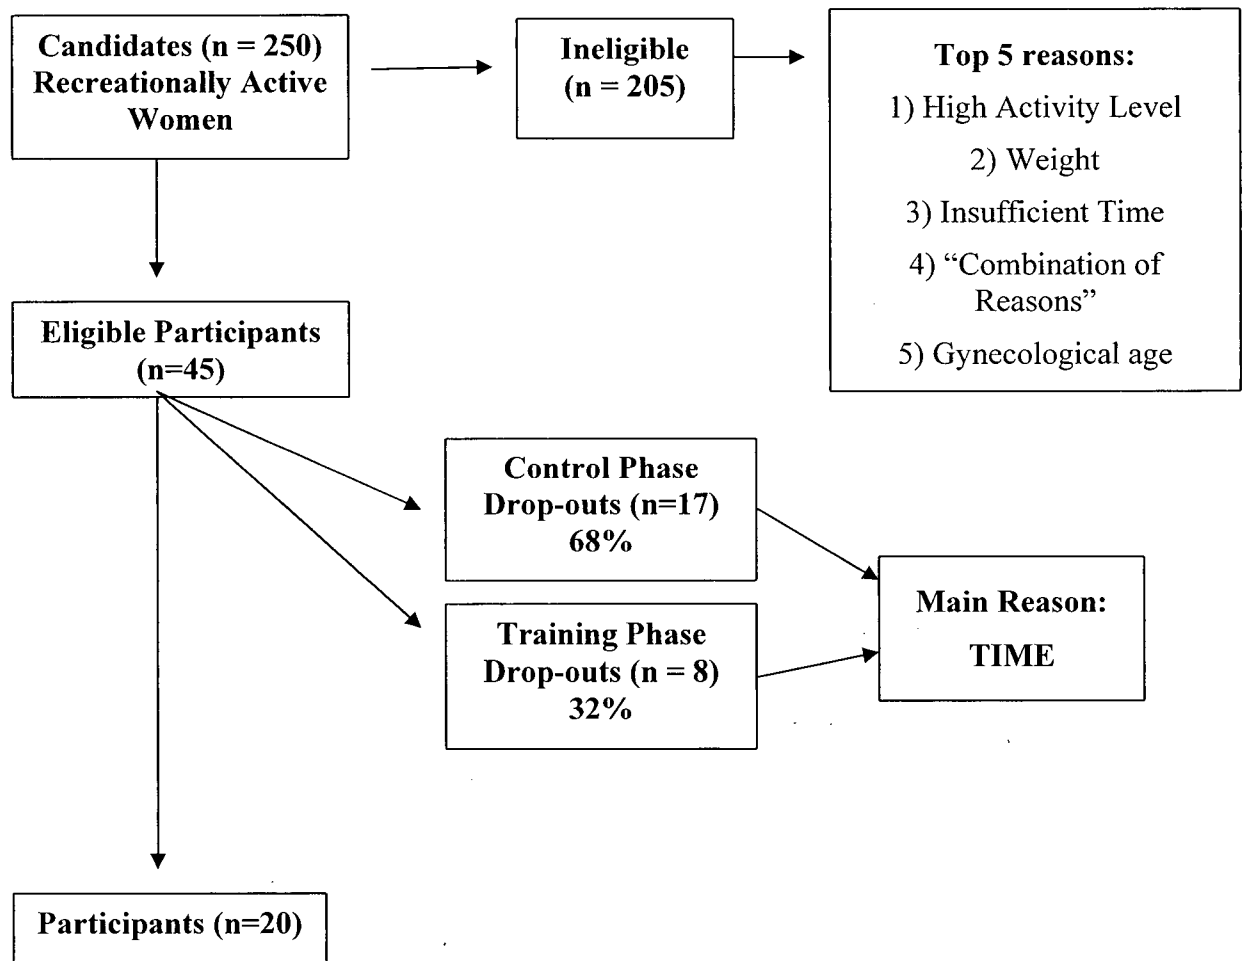 Candidates (n = 250)
Recreationally Active
Women
Ineligible
(n = 205)
Top 5 reasons:
1) High Activity Level
2) Weight
3) Insufficient Time
4) “Combination of
Reasons”
5) Gynecological age
Eligible Participants
(n=45)
Control Phase
Drop-outs (n=17)
68%
Training Phase
Drop-outs (n = 8)
32%
Main Reason:
TIME
Participants (n=20)